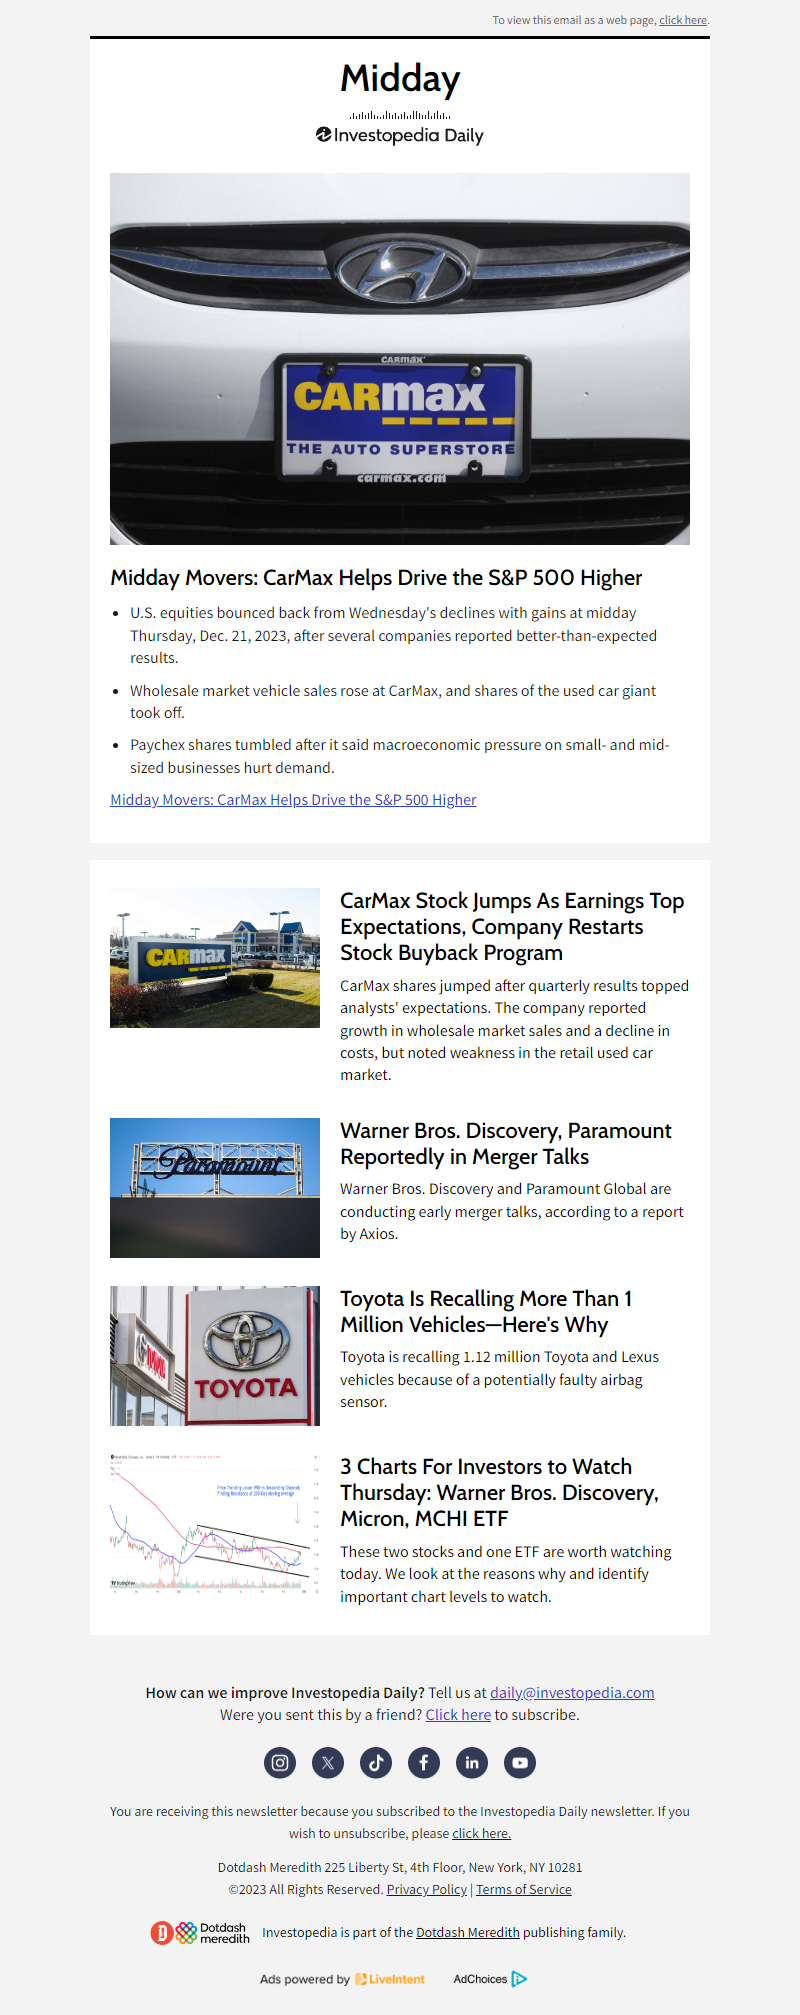 To view this email as a web page, click here.
Midday
Investopedia Daily
CARMAX
CARMAX
THE AUTO SUPERSTORE
carmax.com
Midday Movers: CarMax Helps Drive the S&P 500 Higher
• U.S. equities bounced back from Wednesday's declines with gains at midday
Thursday, Dec. 21, 2023, after several companies reported better-than-expected
results.
• Wholesale market vehicle sales rose at CarMax, and shares of the used car giant
took off.
• Paychex shares tumbled after it said macroeconomic pressure on small- and mid-
sized businesses hurt demand.
Midday Movers: CarMax Helps Drive the S&P 500 Higher
CARMAX
CarMax Stock Jumps As Earnings Top
Expectations, Company Restarts
Stock Buyback Program
CarMax shares jumped after quarterly results topped
analysts' expectations. The company reported
growth in wholesale market sales and a decline in
costs, but noted weakness in the retail used car
market.
Paramount
Warner Bros. Discovery, Paramount
Reportedly in Merger Talks
Warner Bros. Discovery and Paramount Global are
conducting early merger talks, according to a report
by Axios.
TOYOTA
TOYOTA
Toyota Is Recalling More Than 1
Million Vehicles—Here's Why
Toyota is recalling 1.12 million Toyota and Lexus
vehicles because of a potentially faulty airbag
sensor.
Price Trending Lower Within Descending Channel;
Finding Resistance at 200-Day Moving Average
TradingView
3 Charts For Investors to Watch
Thursday: Warner Bros. Discovery,
Micron, MCHI ETF
These two stocks and one ETF are worth watching
today. We look at the reasons why and identify
important chart levels to watch.
How can we improve Investopedia Daily? Tell us at daily@investopedia.com
Were you sent this by a friend? Click here to subscribe.
You are receiving this newsletter because you subscribed to the Investopedia Daily newsletter. If you
wish to unsubscribe, please click here.
Dotdash Meredith 225 Liberty St, 4th Floor, New York, NY 10281
©2023 All Rights Reserved. Privacy Policy | Terms of Service
Dotdash
meredith
Investopedia is part of the Dotdash Meredith publishing family.
Ads powered by LiveIntent
AdChoices